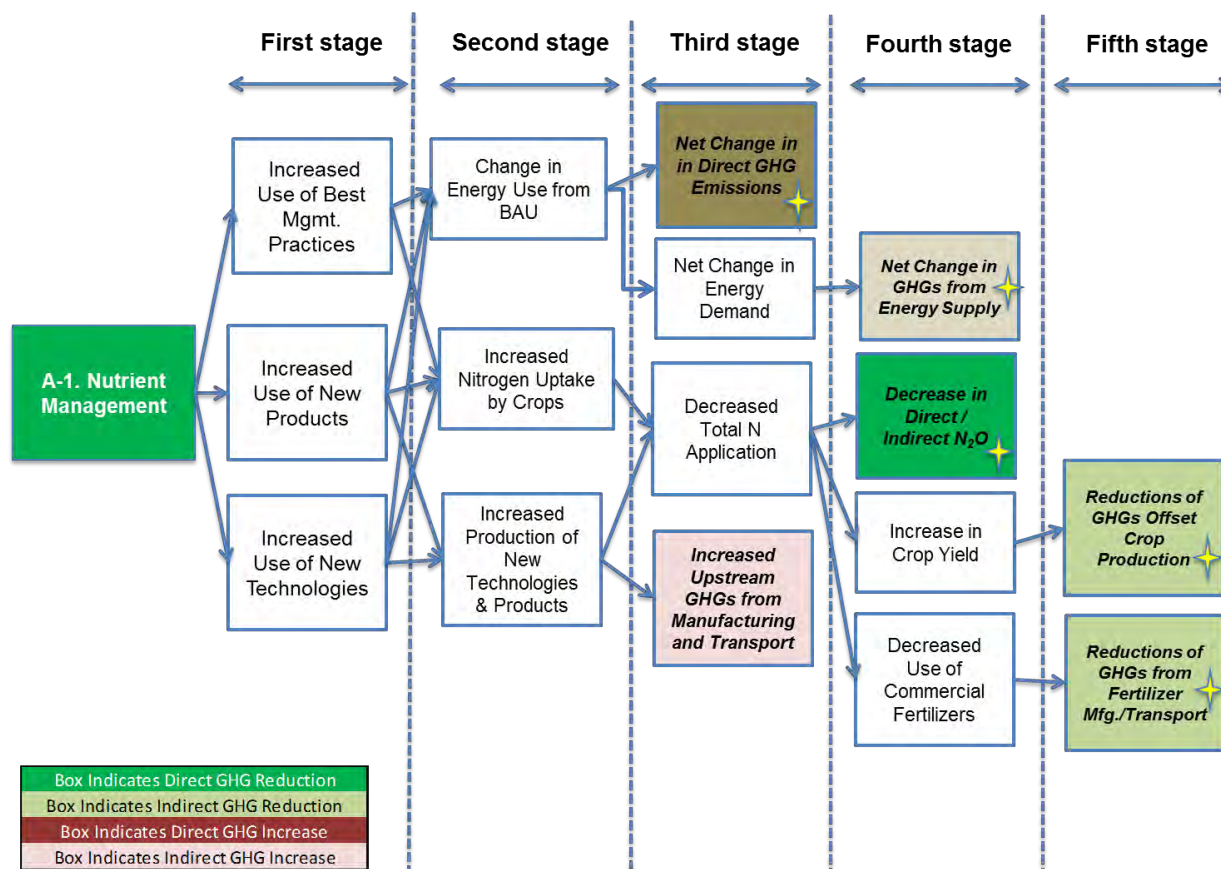 First stage
Second stage
Third stage
Fourth stage
Fifth stage
A-1. Nutrient
Management
Increased
Use of Best
Mgmt.
Practices
Increased
Use of New
Products
Increased
Use of New
Technologies
Change in
Energy Use from
BAU
Increased
Nitrogen Uptake
by Crops
Increased
Production of
New
Technologies
& Products
Net Change in
in Direct GHG
Emissions
Net Change in
Energy
Demand
Decreased
Total N
Application
Increased
Upstream
GHGs from
Manufacturing
and Transport
Net Change in
GHGs from
Energy Supply
Decrease in
Direct /
Indirect N₂O
Increase in
Crop Yield
Decreased
Use of
Commercial
Fertilizers
Reductions of
GHGs Offset
Crop
Production
Reductions of
GHGs from
Fertilizer
Mfg./Transport
Box Indicates Direct GHG Reduction
Box Indicates Indirect GHG Reduction
Box Indicates Direct GHG Increase
Box Indicates Indirect GHG Increase